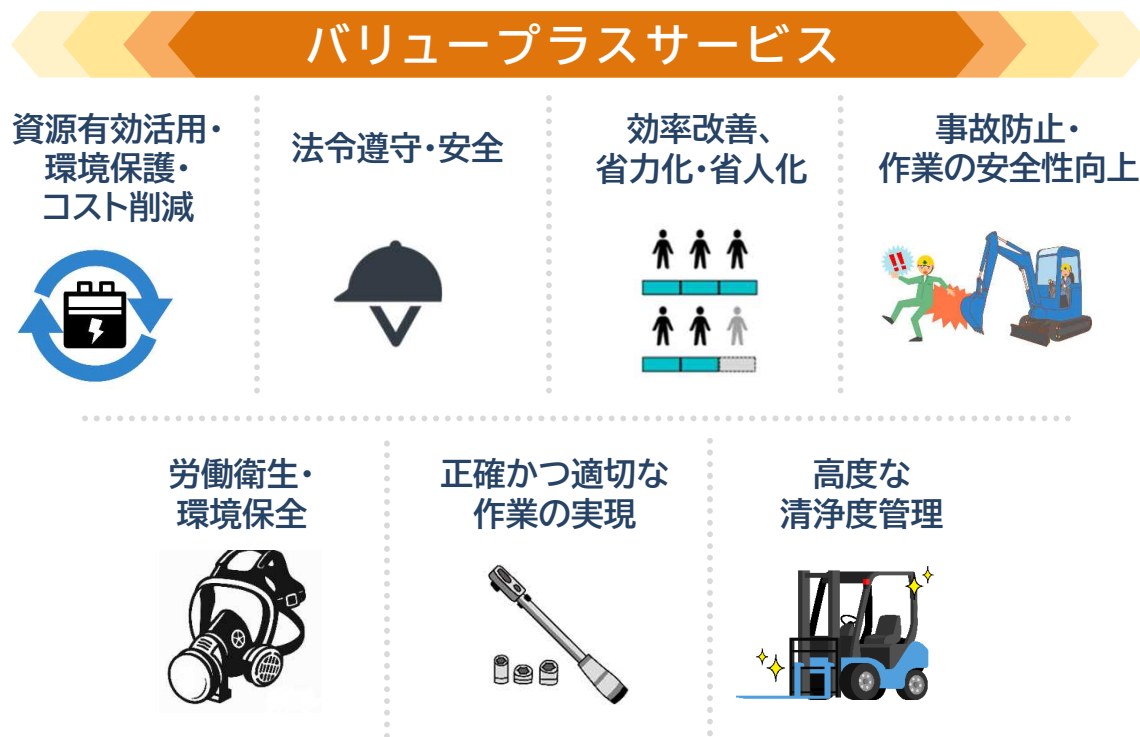 バリュープラスサービス
資源有効活用・
環境保護・
コスト削減
法令遵守・安全
効率改善、
省力化・省人化
事故防止・
作業の安全性向上
!!
労働衛生・
環境保全
正確かつ適切な
作業の実現
高度な
清浄度管理